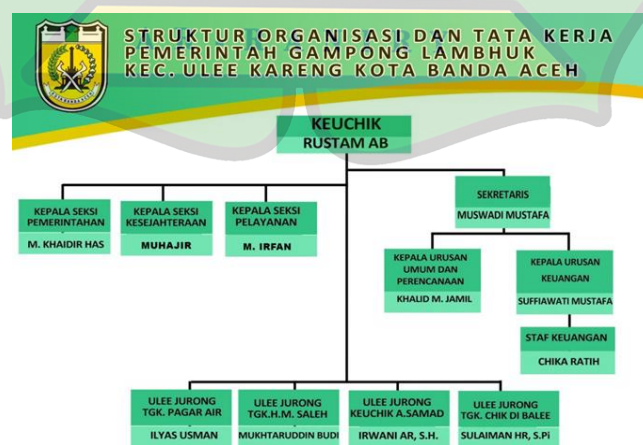 STRUKTUR ORGANISASI DAN TATA KERJA
PEMERINTAH GAMPONG LAMBHUK
KEC. ULEE KARENG KOTA BANDA ACEH
KEUCHIK
RUSTAM AB
SEKRETARIS
MUSWADI MUSTAFA
KEPALA SEKSI
PEMERINTAHAN
M. KHAIDIR HAS
KEPALA SEKSI
KESEJAHTERAAN
MUHAJIR
KEPALA SEKSI
PELAYANAN
M. IRFAN
KEPALA URUSAN
UMUM DAN
PERENCANAAN
KHALID M. JAMIL
KEPALA URUSAN
KEUANGAN
SUFFIAWATI MUSTAFA
STAF KEUANGAN
CHIKA RATIH
ULEE JURONG
TGK. PAGAR AIR
ILYAS USMAN
ULEE JURONG
TGK.H.M. SALEH
MUKHTARUDDIN BUDI
ULEE JURONG
KEUCHIK A.SAMAD
IRWANI AR, S.H.
ULEE JURONG
TGK. CHIK DI BALEE
SULAIMAN HR, S.Pi